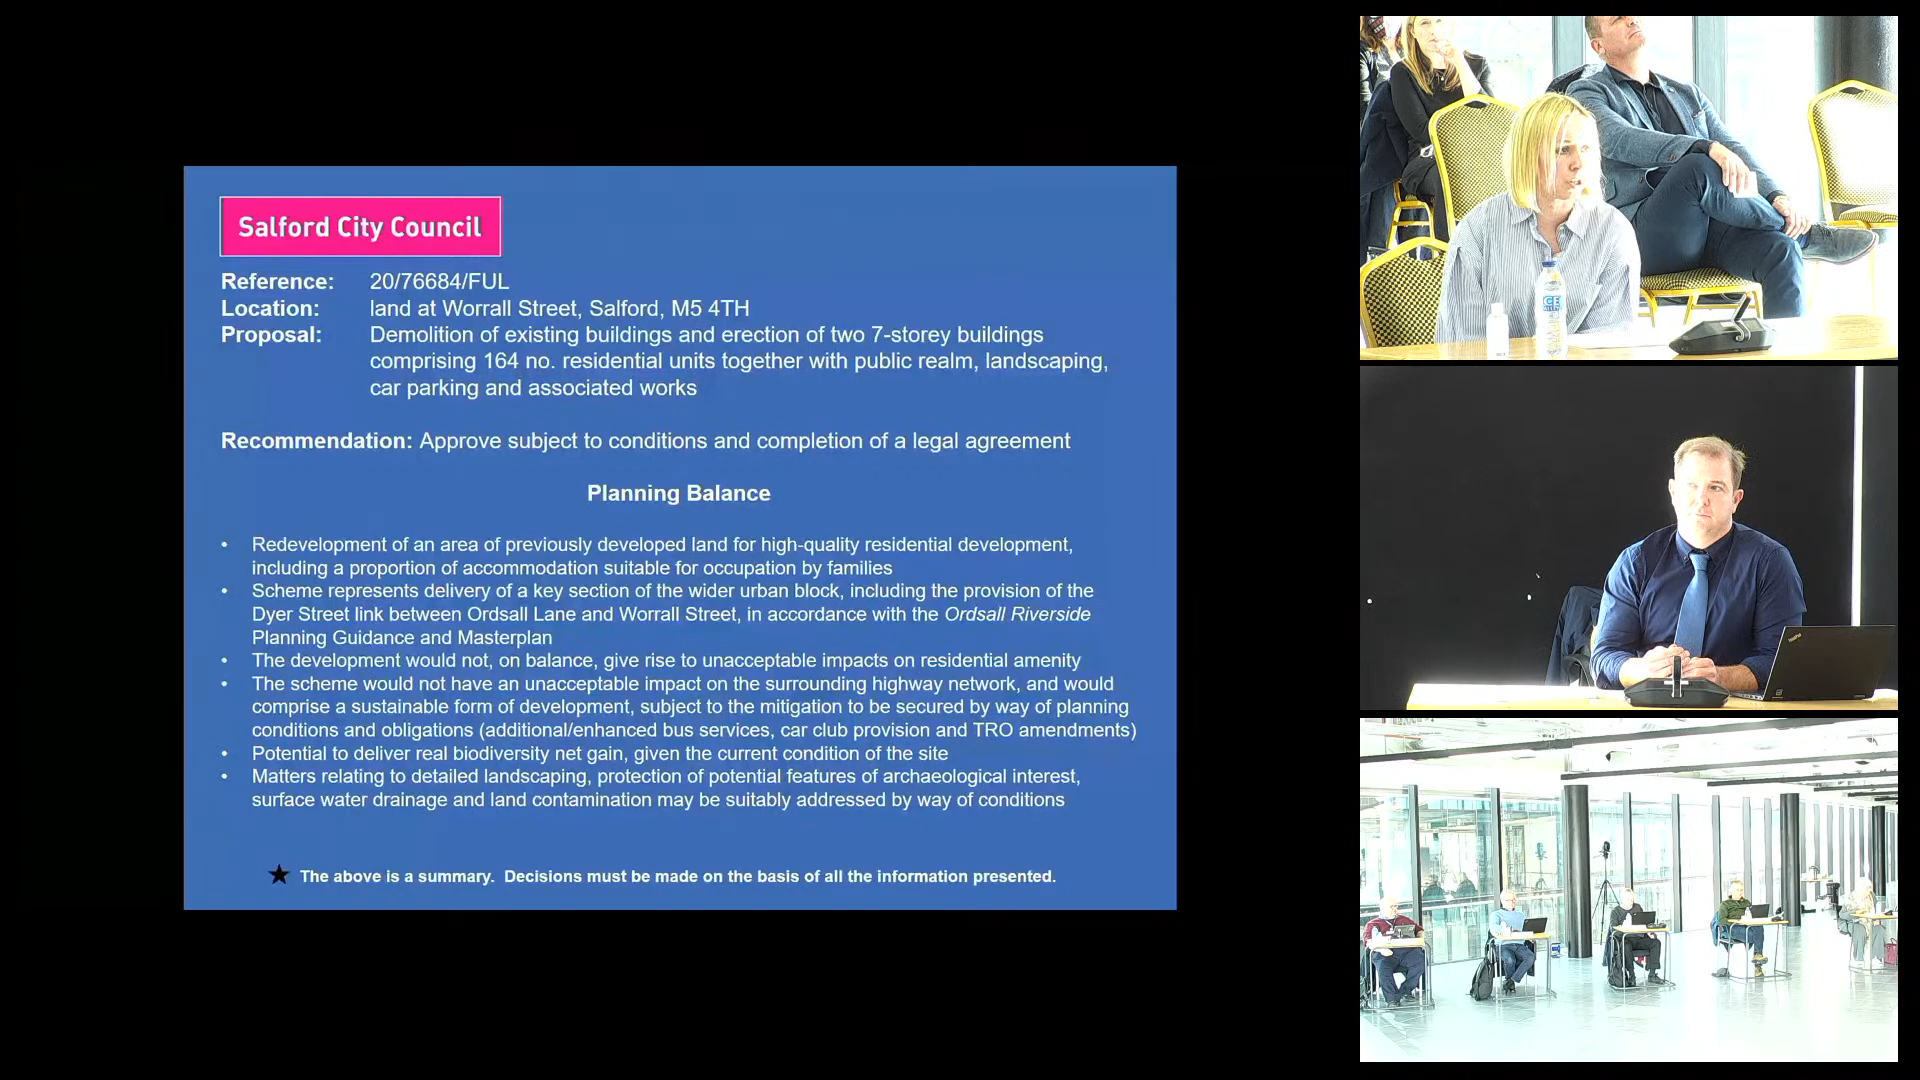 Salford City Council
Reference: 20/76684/FUL
Location: land at Worrall Street, Salford, M5 4TH
Proposal: Demolition of existing buildings and erection of two 7-storey buildings
comprising 164 no. residential units together with public realm, landscaping,
car parking and associated works
Recommendation: Approve subject to conditions and completion of a legal agreement
Planning Balance
• Redevelopment of an area of previously developed land for high-quality residential development,
including a proportion of accommodation suitable for occupation by families
• Scheme represents delivery of a key section of the wider urban block, including the provision of the
Dyer Street link between Ordsall Lane and Worrall Street, in accordance with the Ordsall Riverside
Planning Guidance and Masterplan
• The development would not, on balance, give rise to unacceptable impacts on residential amenity
• The scheme would not have an unacceptable impact on the surrounding highway network, and would
comprise a sustainable form of development, subject to the mitigation to be secured by way of planning
conditions and obligations (additional/enhanced bus services, car club provision and TRO amendments)
• Potential to deliver real biodiversity net gain, given the current condition of the site
• Matters relating to detailed landscaping, protection of potential features of archaeological interest,
surface water drainage and land contamination may be suitably addressed by way of conditions
★ The above is a summary. Decisions must be made on the basis of all the information presented.